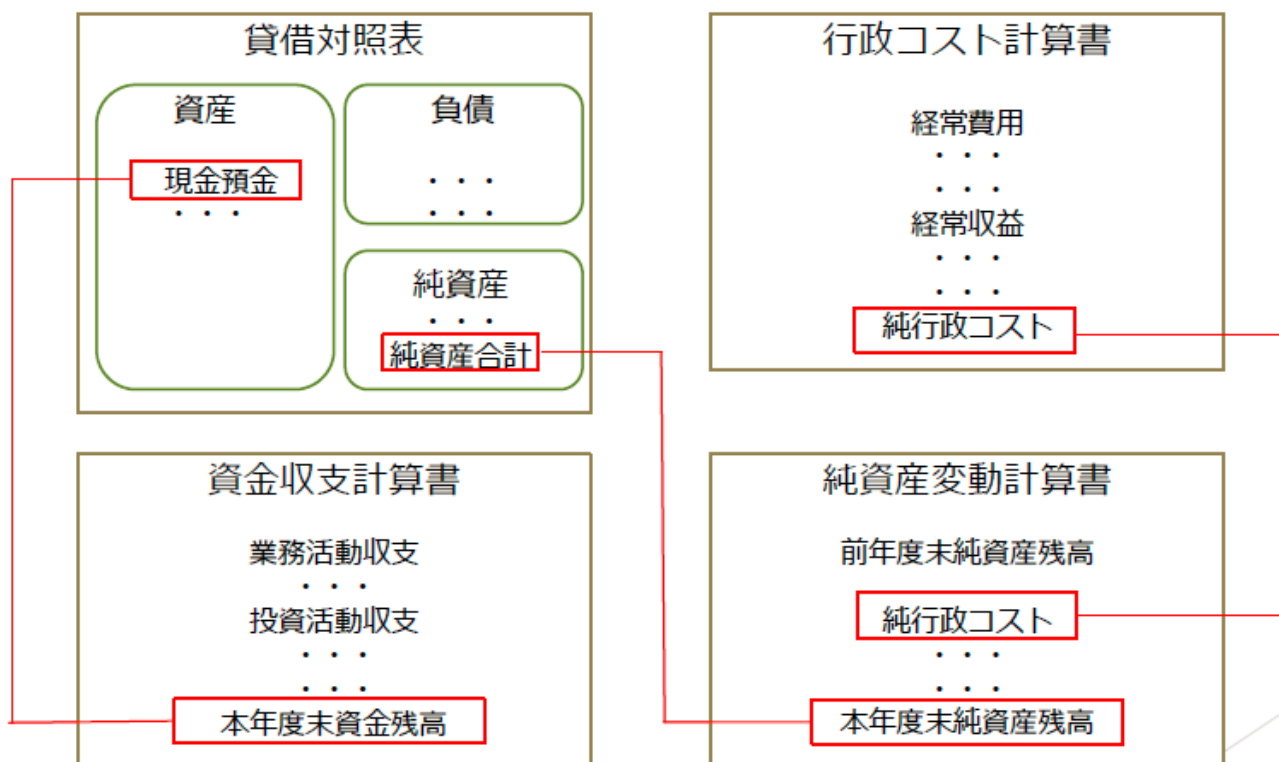 貸借対照表
資産
現金預金
・・・
負債
・・・
・・・
純資産
・・・
純資産合計
行政コスト計算書
経常費用
・・・
・・・
経常収益
・・・
・・・
純行政コスト
資金収支計算書
業務活動収支
・・・
投資活動収支
・・・
・・・
本年度末資金残高
純資産変動計算書
前年度末純資産残高
純行政コスト
・・・
・・・
本年度末純資産残高